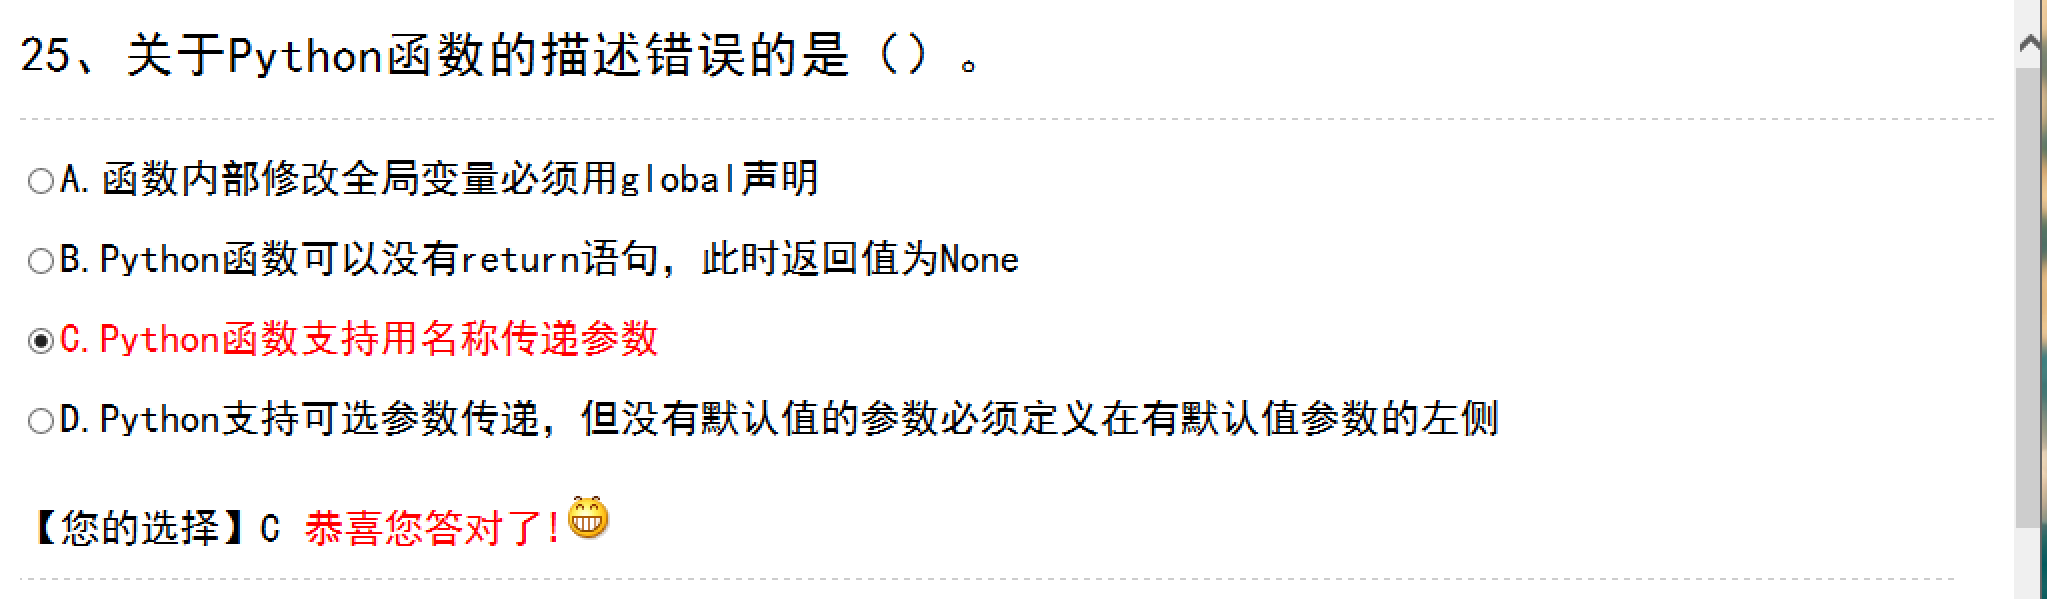 25、关于Python函数的描述错误的是（）。
A.函数内部修改全局变量必须用global声明
B.Python函数可以没有return语句，此时返回值为None
C.Python函数支持用名称传递参数
D.Python支持可选参数传递，但没有默认值的参数必须定义在有默认值参数的左侧
【您的选择】C 恭喜您答对了!